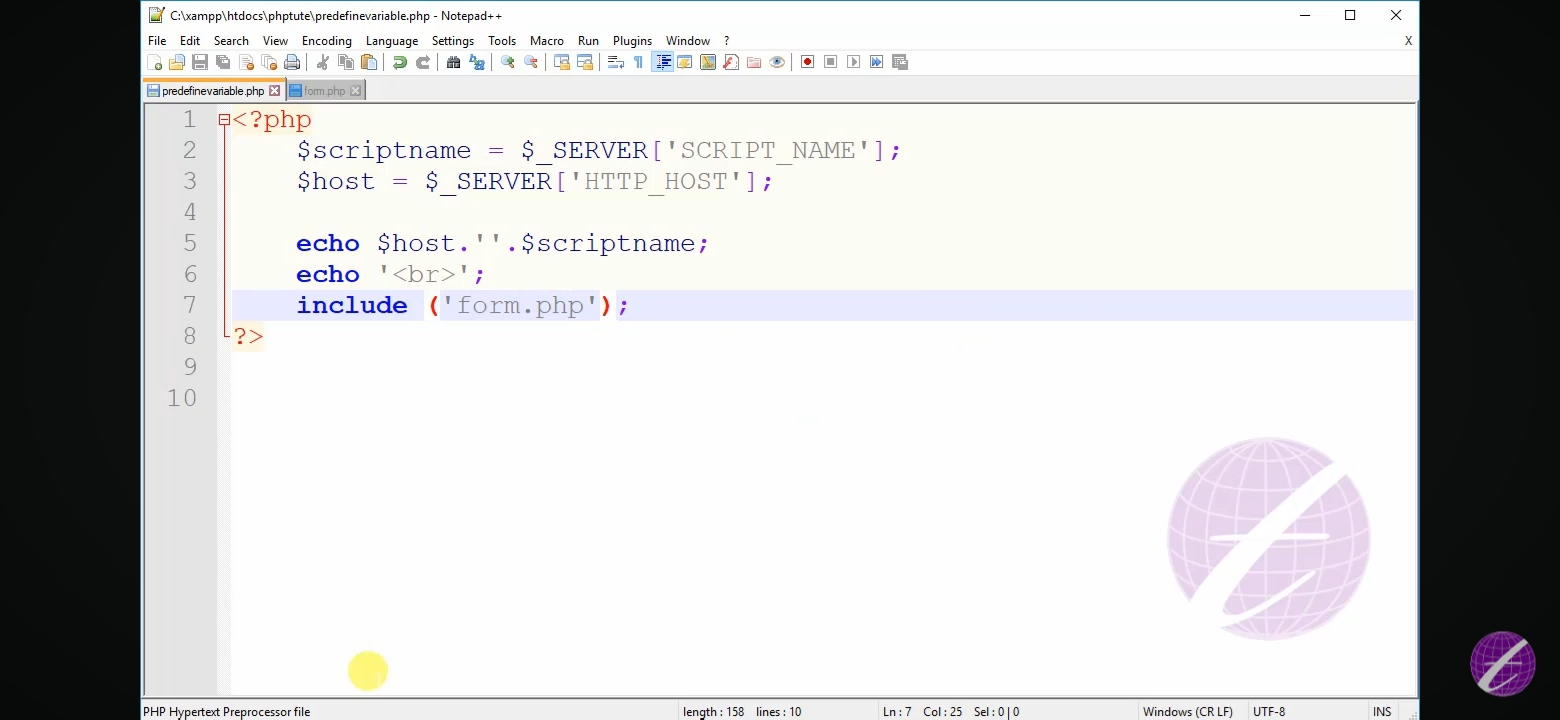 C:\xampp\htdocs\phptute\predefinevariable.php - Notepad++
File Edit Search View Encoding Language Settings Tools Macro Run Plugins Window ? X
predefinevariable.php form.php
1 <?php
2 $scriptname = $_SERVER['SCRIPT_NAME'];
3 $host = $_SERVER['HTTP_HOST'];
4
5 echo $host.''.$scriptname;
6 echo '<br>';
7 include ('form.php');
8 ?>
9
10
PHP Hypertext Preprocessor file length : 158 lines : 10 Ln : 7 Col : 25 Sel : 0 | 0 Windows (CR LF) UTF-8 INS